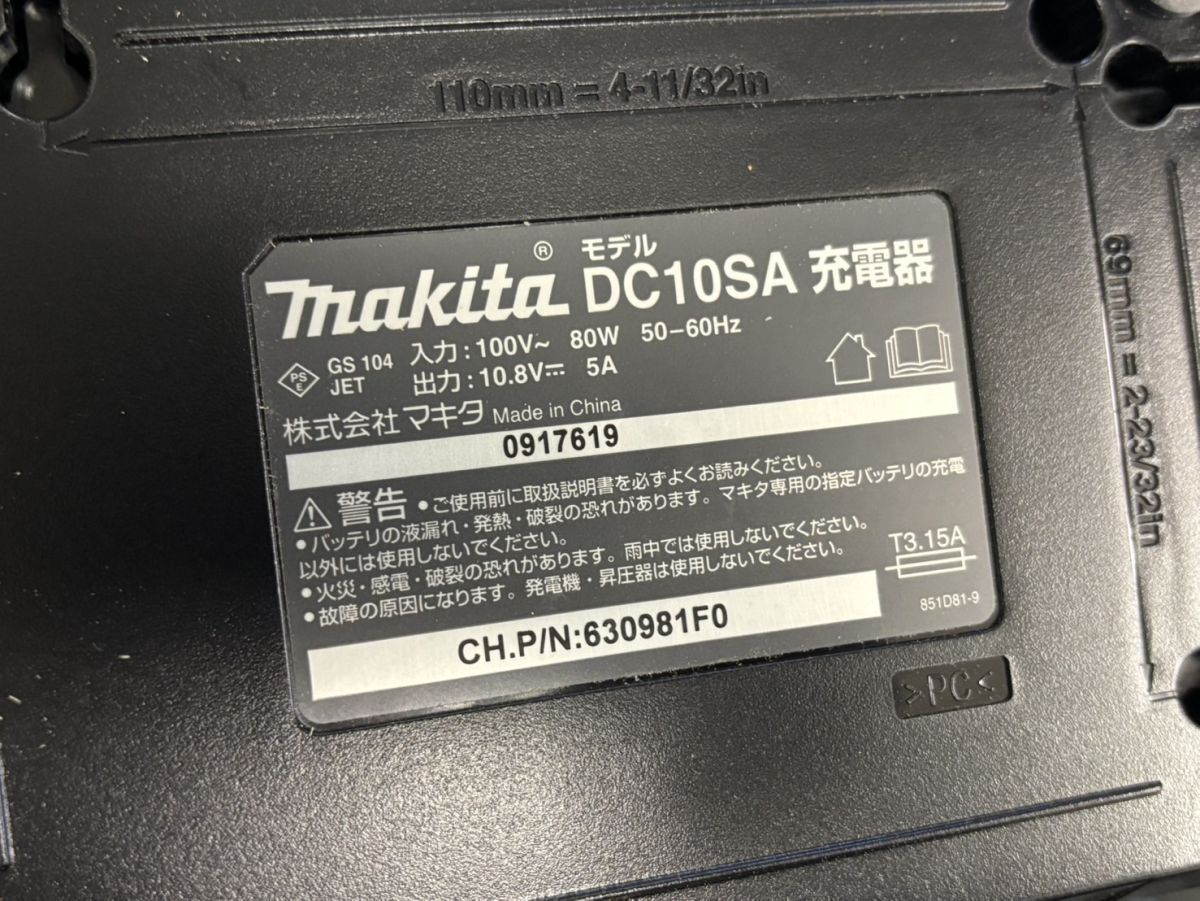 110mm = 4-11/32in
makita® モデル DC10SA 充電器
PS E GS 104 JET
入力:100V~ 80W 50-60Hz
出力:10.8V⎓ 5A
株式会社マキタ Made in China
0917619
⚠警告 •ご使用前に取扱説明書を必ずよくお読みください。
•バッテリの液漏れ・発熱・破裂の恐れがあります。マキタ専用の指定バッテリの充電
以外には使用しないでください。
•火災・感電・破裂の恐れがあります。雨中では使用しないでください。
•故障の原因になります。発電機・昇圧器は使用しないでください。
T3.15A
851D81-9
CH.P/N:630981F0
>PC<
69mm = 2-23/32in